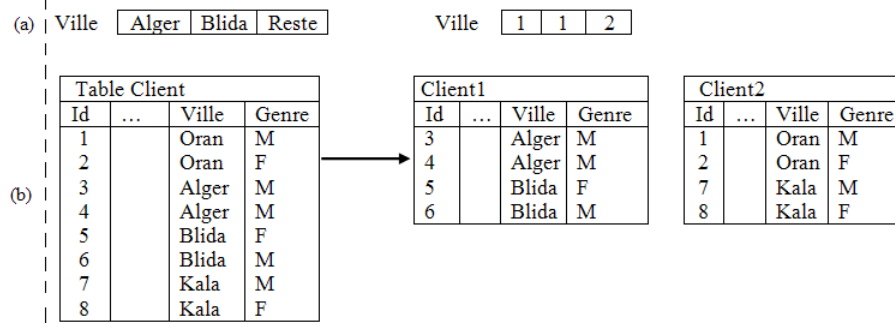 (a) Ville Alger Blida Reste Ville 1 1 2
Table Client Client1 Client2
Id ... Ville Genre Id ... Ville Genre Id ... Ville Genre
1 Oran M 3 Alger M 1 Oran M
2 Oran F 4 Alger M 2 Oran F
(b) 3 Alger M 5 Blida F 7 Kala M
4 Alger M 6 Blida M 8 Kala F
5 Blida F
6 Blida M
7 Kala M
8 Kala F